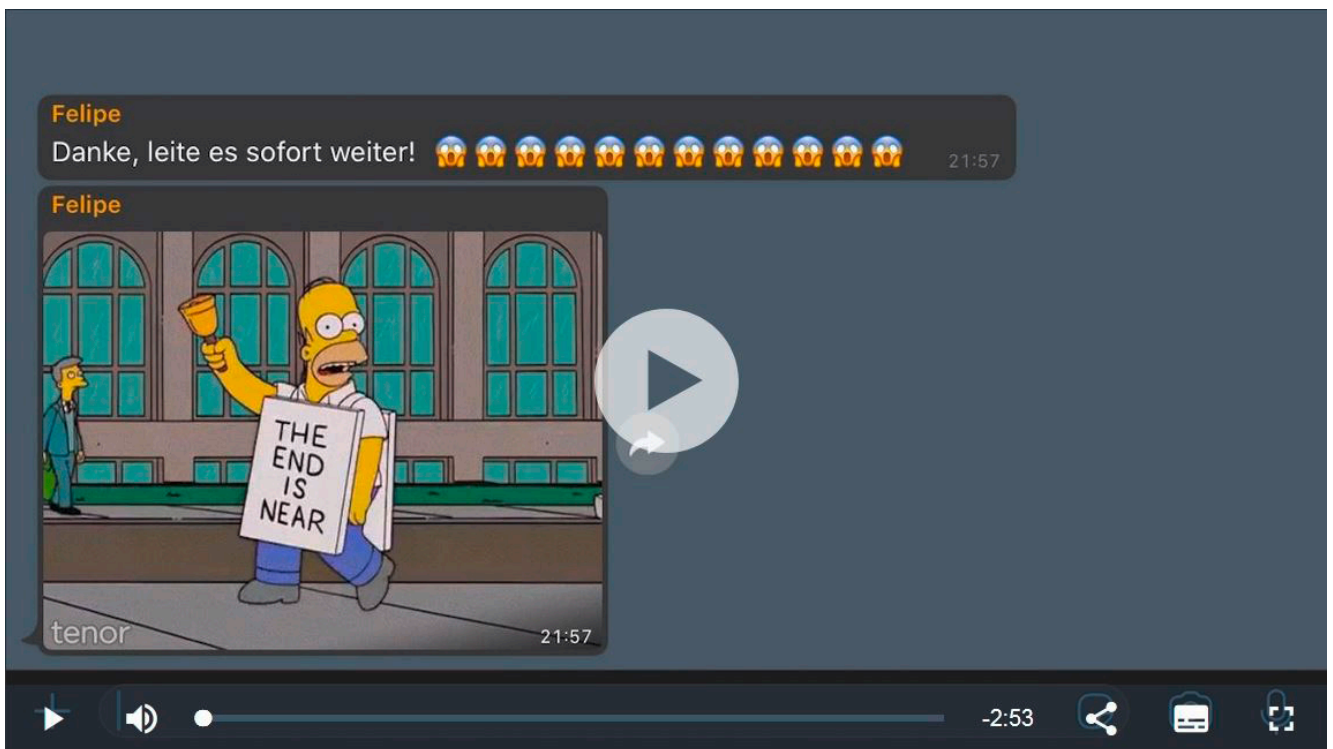 Felipe
Danke, leite es sofort weiter! 😱😱😱😱😱😱😱😱😱😱😱😱
21:57
Felipe
THE
END
IS
NEAR
tenor
21:57
-2:53